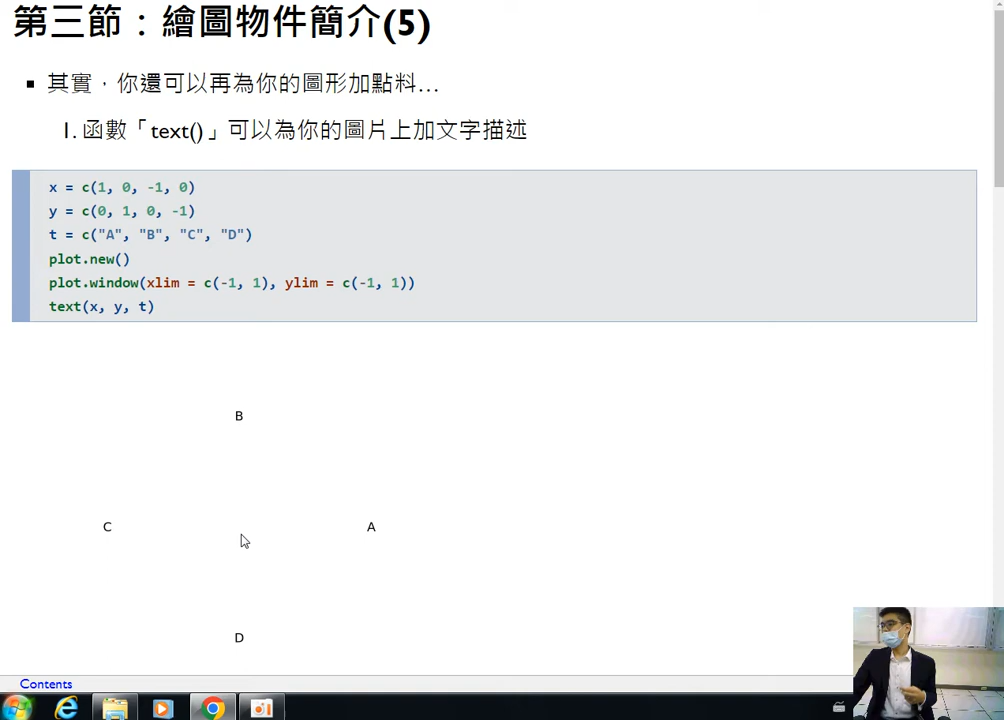 第三節：繪圖物件簡介(5)
■ 其實，你還可以再為你的圖形加點料…
1. 函數「text()」可以為你的圖片上加文字描述
x = c(1, 0, -1, 0)
y = c(0, 1, 0, -1)
t = c("A", "B", "C", "D")
plot.new()
plot.window(xlim = c(-1, 1), ylim = c(-1, 1))
text(x, y, t)
B
C A
D
Contents